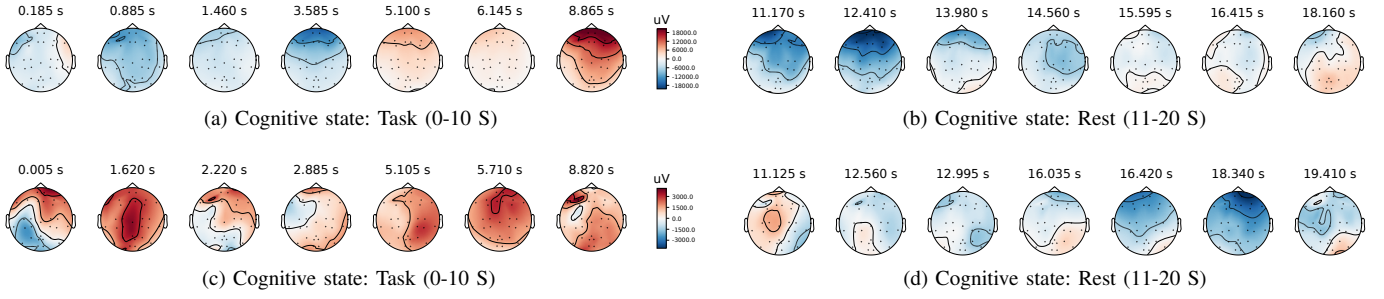 0.185 s 0.885 s 1.460 s 3.585 s 5.100 s 6.145 s 8.865 s
uV
18000.0
12000.0
6000.0
0.0
-6000.0
-12000.0
-18000.0
(a) Cognitive state: Task (0-10 S)
11.170 s 12.410 s 13.980 s 14.560 s 15.595 s 16.415 s 18.160 s
(b) Cognitive state: Rest (11-20 S)
0.005 s 1.620 s 2.220 s 2.885 s 5.105 s 5.710 s 8.820 s
uV
3000.0
1500.0
0.0
-1500.0
-3000.0
(c) Cognitive state: Task (0-10 S)
11.125 s 12.560 s 12.995 s 16.035 s 16.420 s 18.340 s 19.410 s
(d) Cognitive state: Rest (11-20 S)